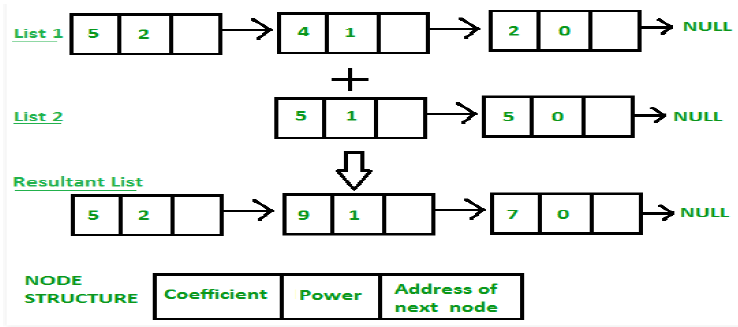 List 1 5 2 4 1 2 0 NULL
+
List 2 5 1 5 0 NULL
Resultant List
5 2 9 1 7 0 NULL
NODE
STRUCTURE
Coefficient Power Address of
next node